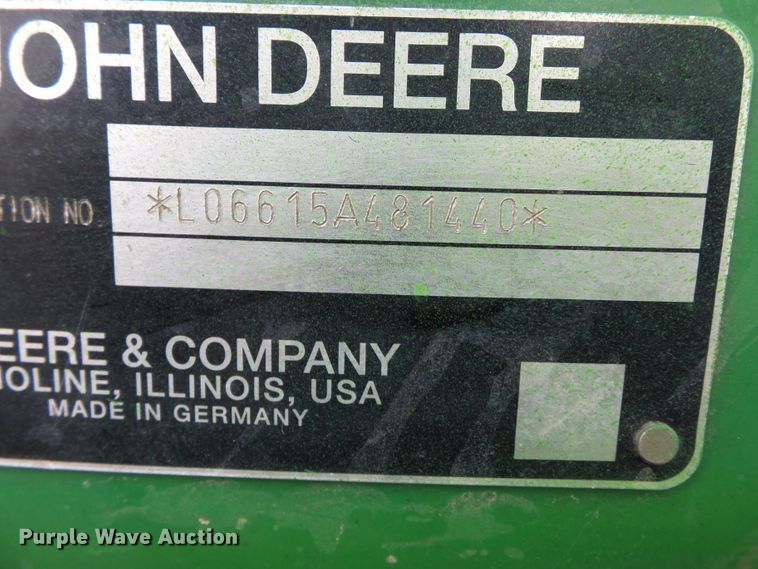 JOHN DEERE
TION NO. *L06615A481440*
EERE & COMPANY
OLINE, ILLINOIS, USA
MADE IN GERMANY
Purple Wave Auction